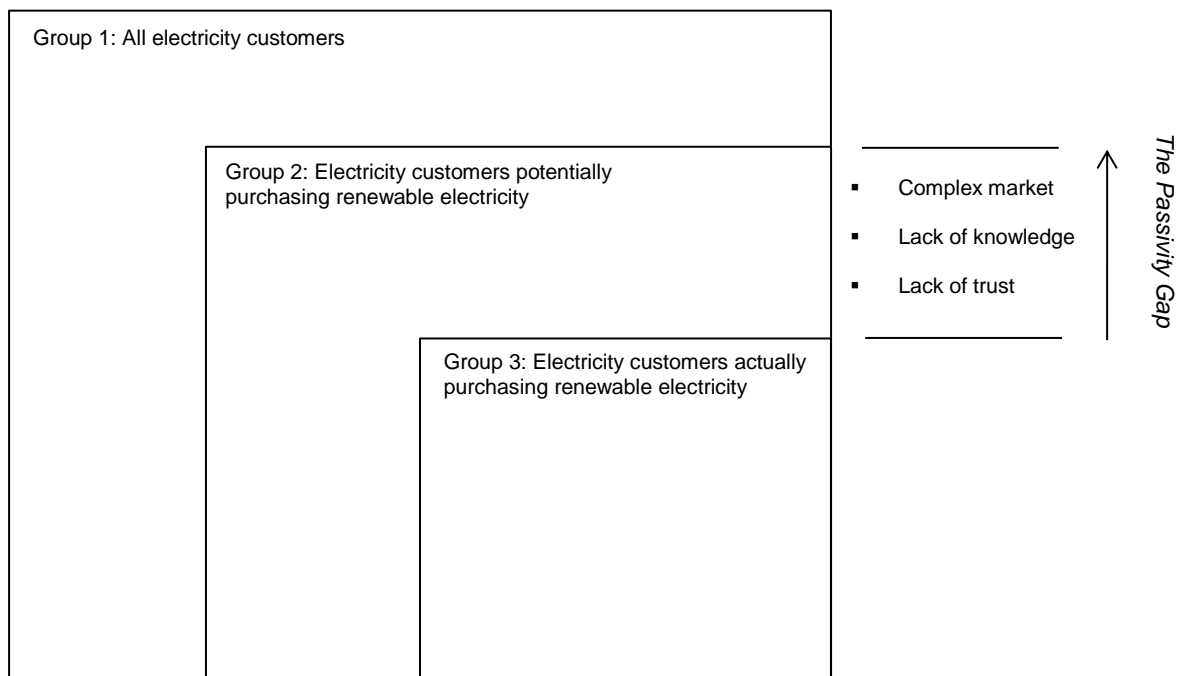 Group 1: All electricity customers
Group 2: Electricity customers potentially
purchasing renewable electricity
Group 3: Electricity customers actually
purchasing renewable electricity
▪ Complex market
▪ Lack of knowledge
▪ Lack of trust
The Passivity Gap